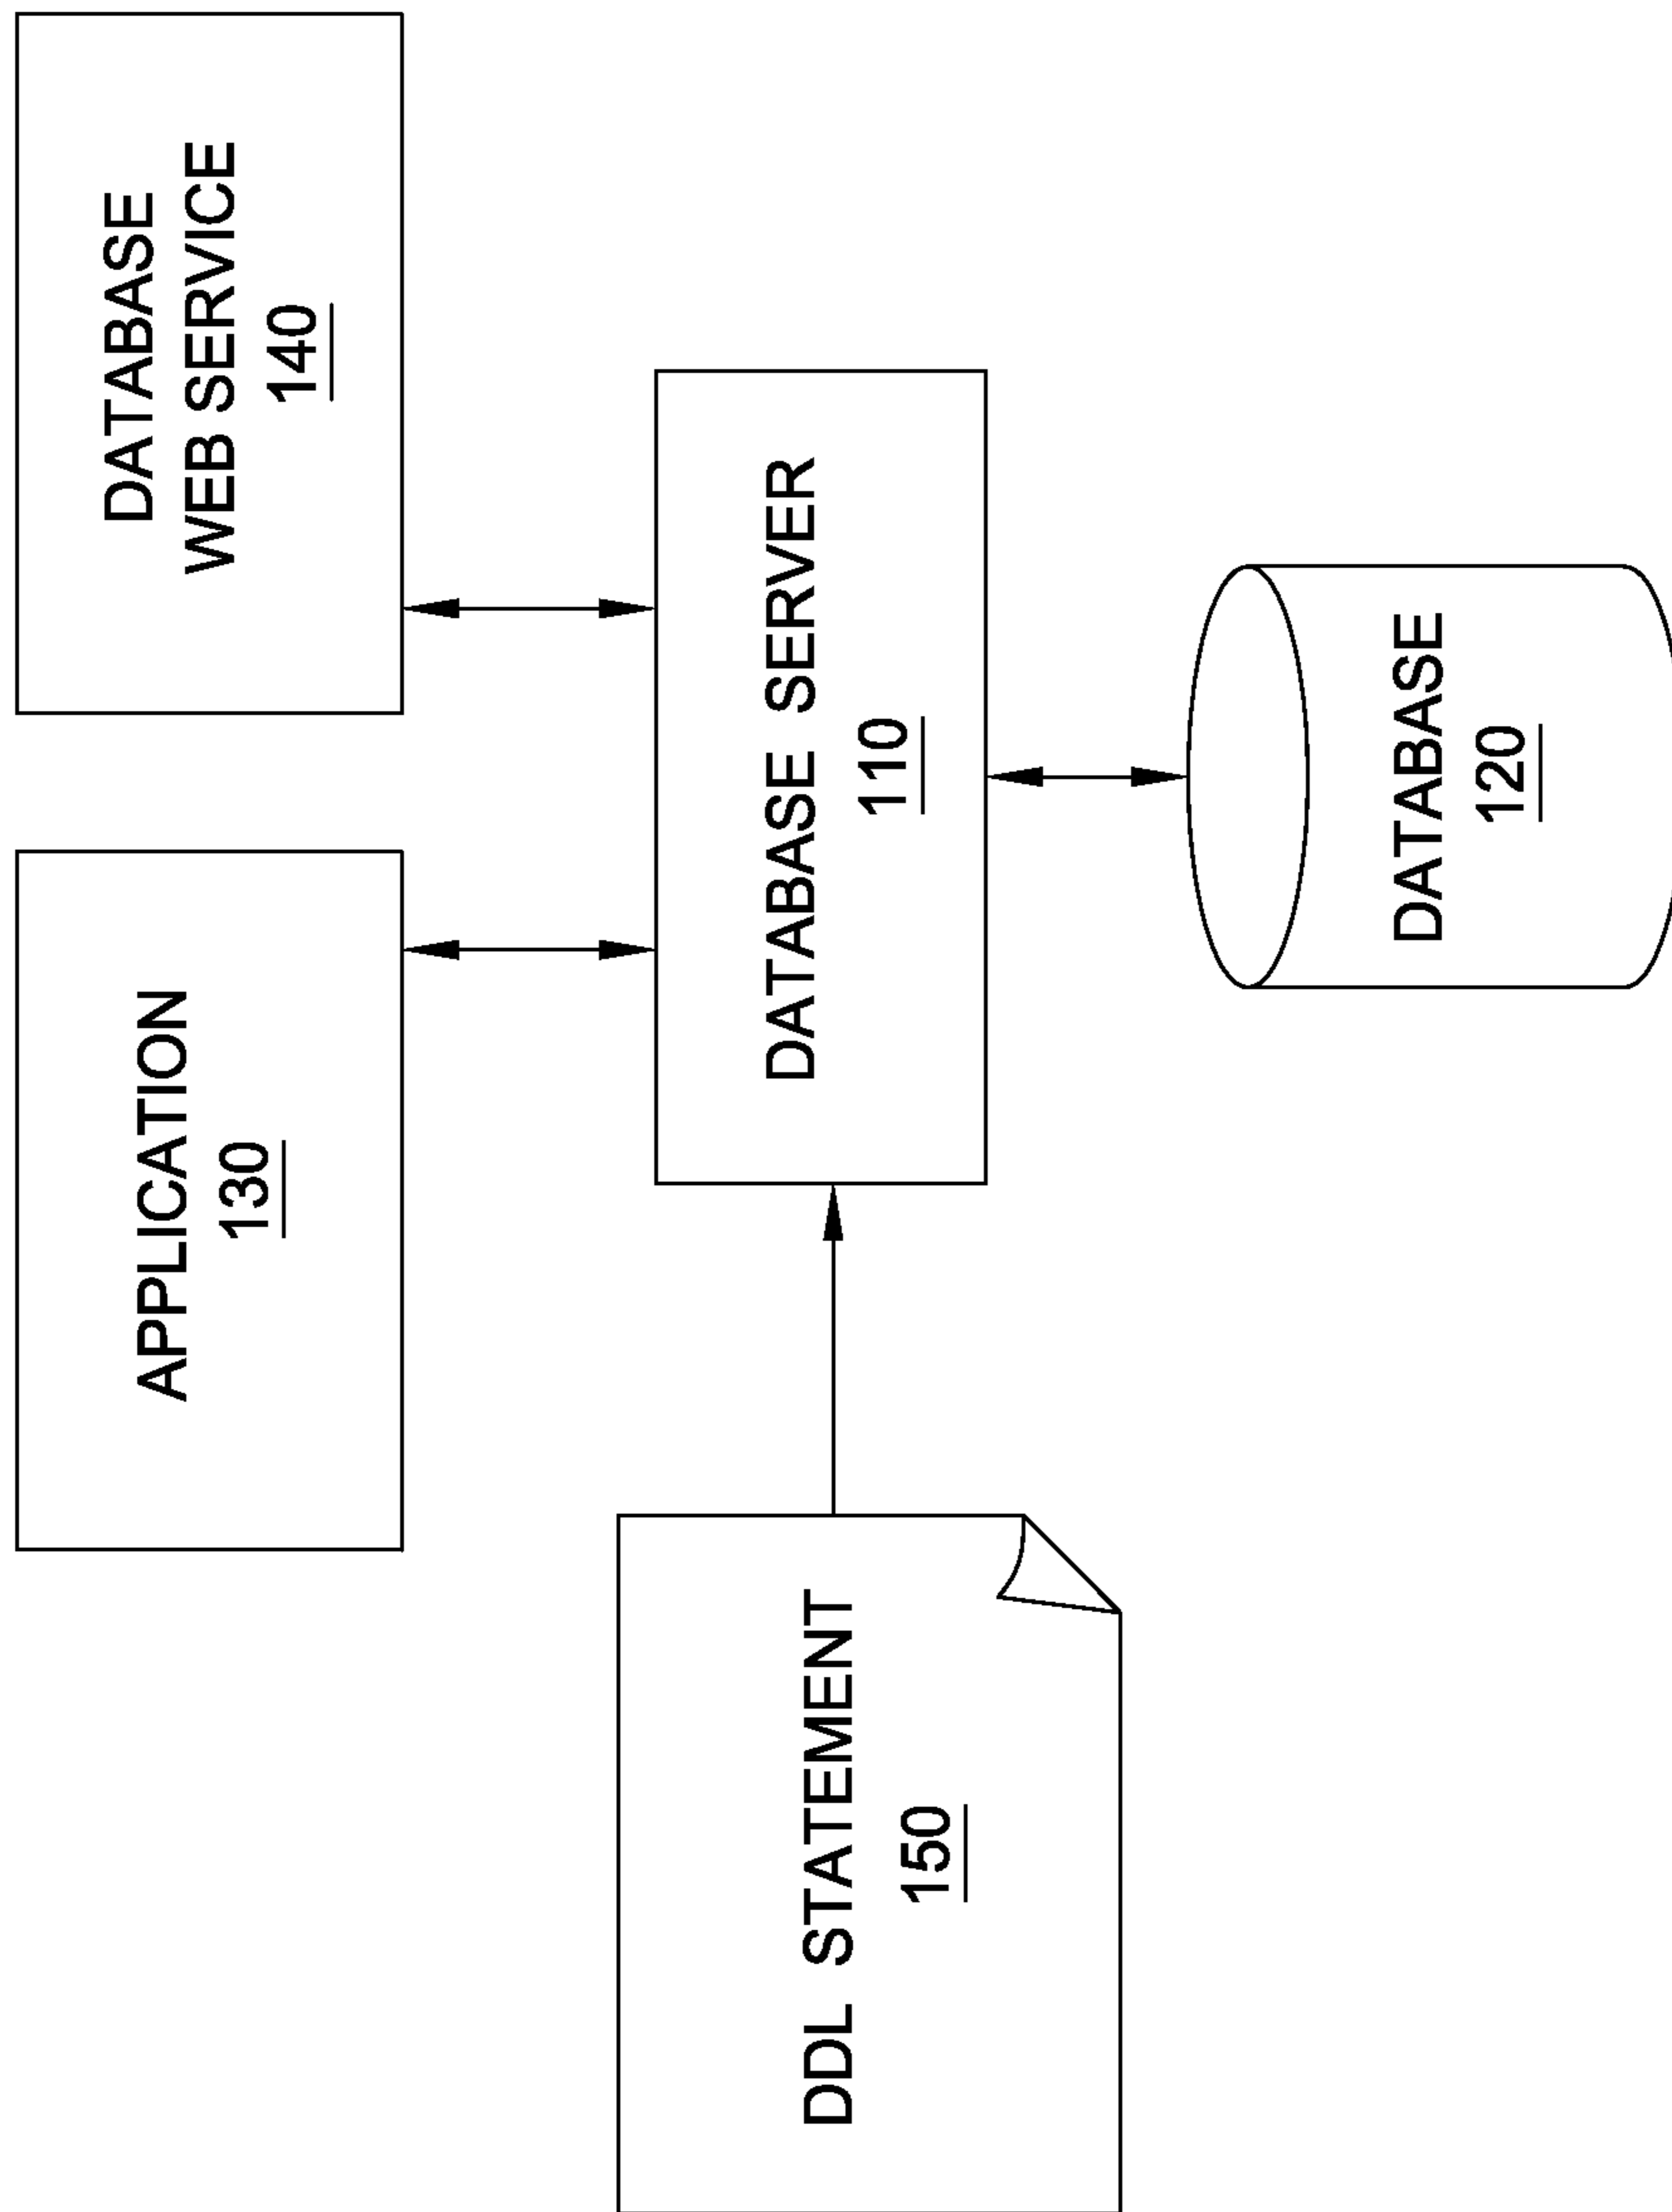 APPLICATION
130
DATABASE
WEB SERVICE
140
DDL STATEMENT
150
DATABASE SERVER
110
DATABASE
120